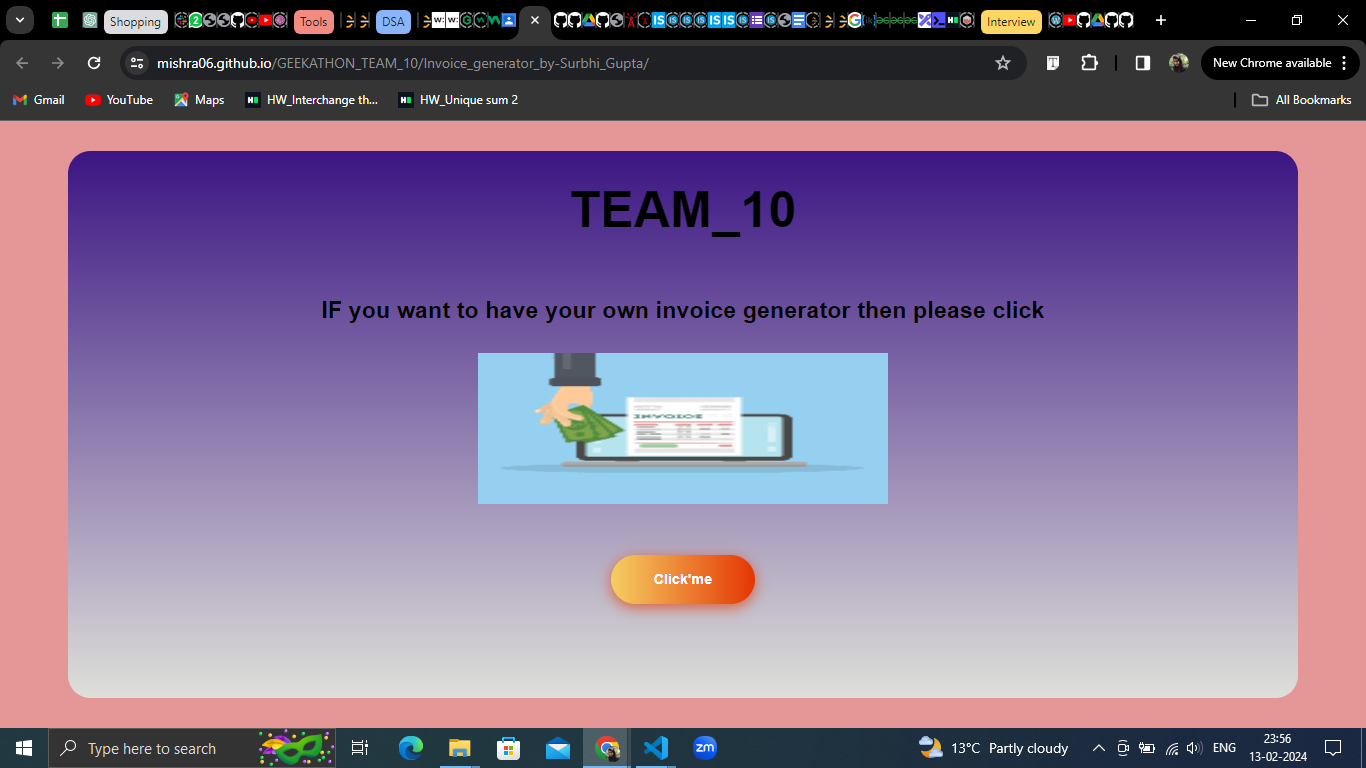 Shopping
Tools
DSA
Interview
mishra06.github.io/GEEKATHON_TEAM_10/Invoice_generator_by-Surbhi_Gupta/
New Chrome available
Gmail
YouTube
Maps
HW_Interchange th...
HW_Unique sum 2
All Bookmarks
TEAM_10
IF you want to have your own invoice generator then please click
INVOICE
Click'me
Type here to search
13°C Partly cloudy
ENG
23:56
13-02-2024